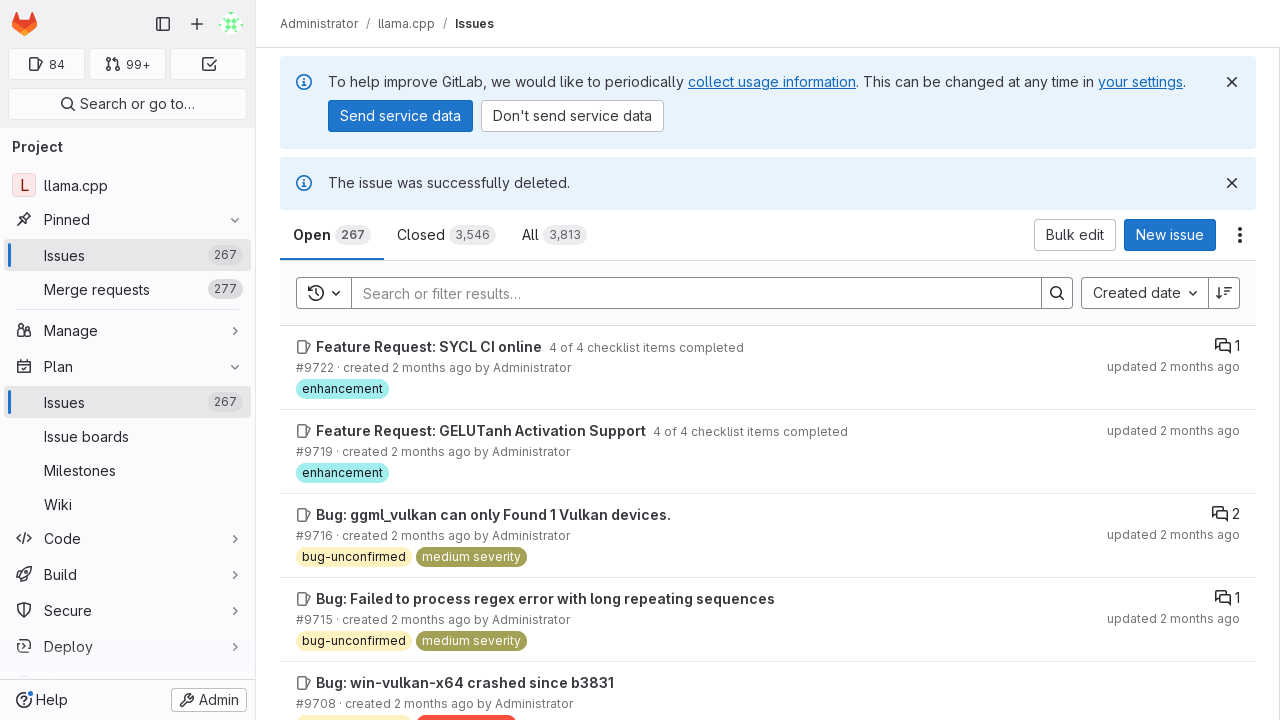 Administrator / llama.cpp / Issues
84
99+
Search or go to…
Project
L llama.cpp
Pinned
Issues 267
Merge requests 277
Manage
Plan
Issues 267
Issue boards
Milestones
Wiki
Code
Build
Secure
Deploy
Help
Admin
To help improve GitLab, we would like to periodically collect usage information. This can be changed at any time in your settings.
Send service data Don't send service data
The issue was successfully deleted.
Open 267 Closed 3,546 All 3,813 Bulk edit New issue
Search or filter results… Created date
Feature Request: SYCL CI online 4 of 4 checklist items completed 1
#9722 · created 2 months ago by Administrator updated 2 months ago
enhancement
Feature Request: GELUTanh Activation Support 4 of 4 checklist items completed updated 2 months ago
#9719 · created 2 months ago by Administrator
enhancement
Bug: ggml_vulkan can only Found 1 Vulkan devices. 2
#9716 · created 2 months ago by Administrator updated 2 months ago
bug-unconfirmed medium severity
Bug: Failed to process regex error with long repeating sequences 1
#9715 · created 2 months ago by Administrator updated 2 months ago
bug-unconfirmed medium severity
Bug: win-vulkan-x64 crashed since b3831
#9708 · created 2 months ago by Administrator